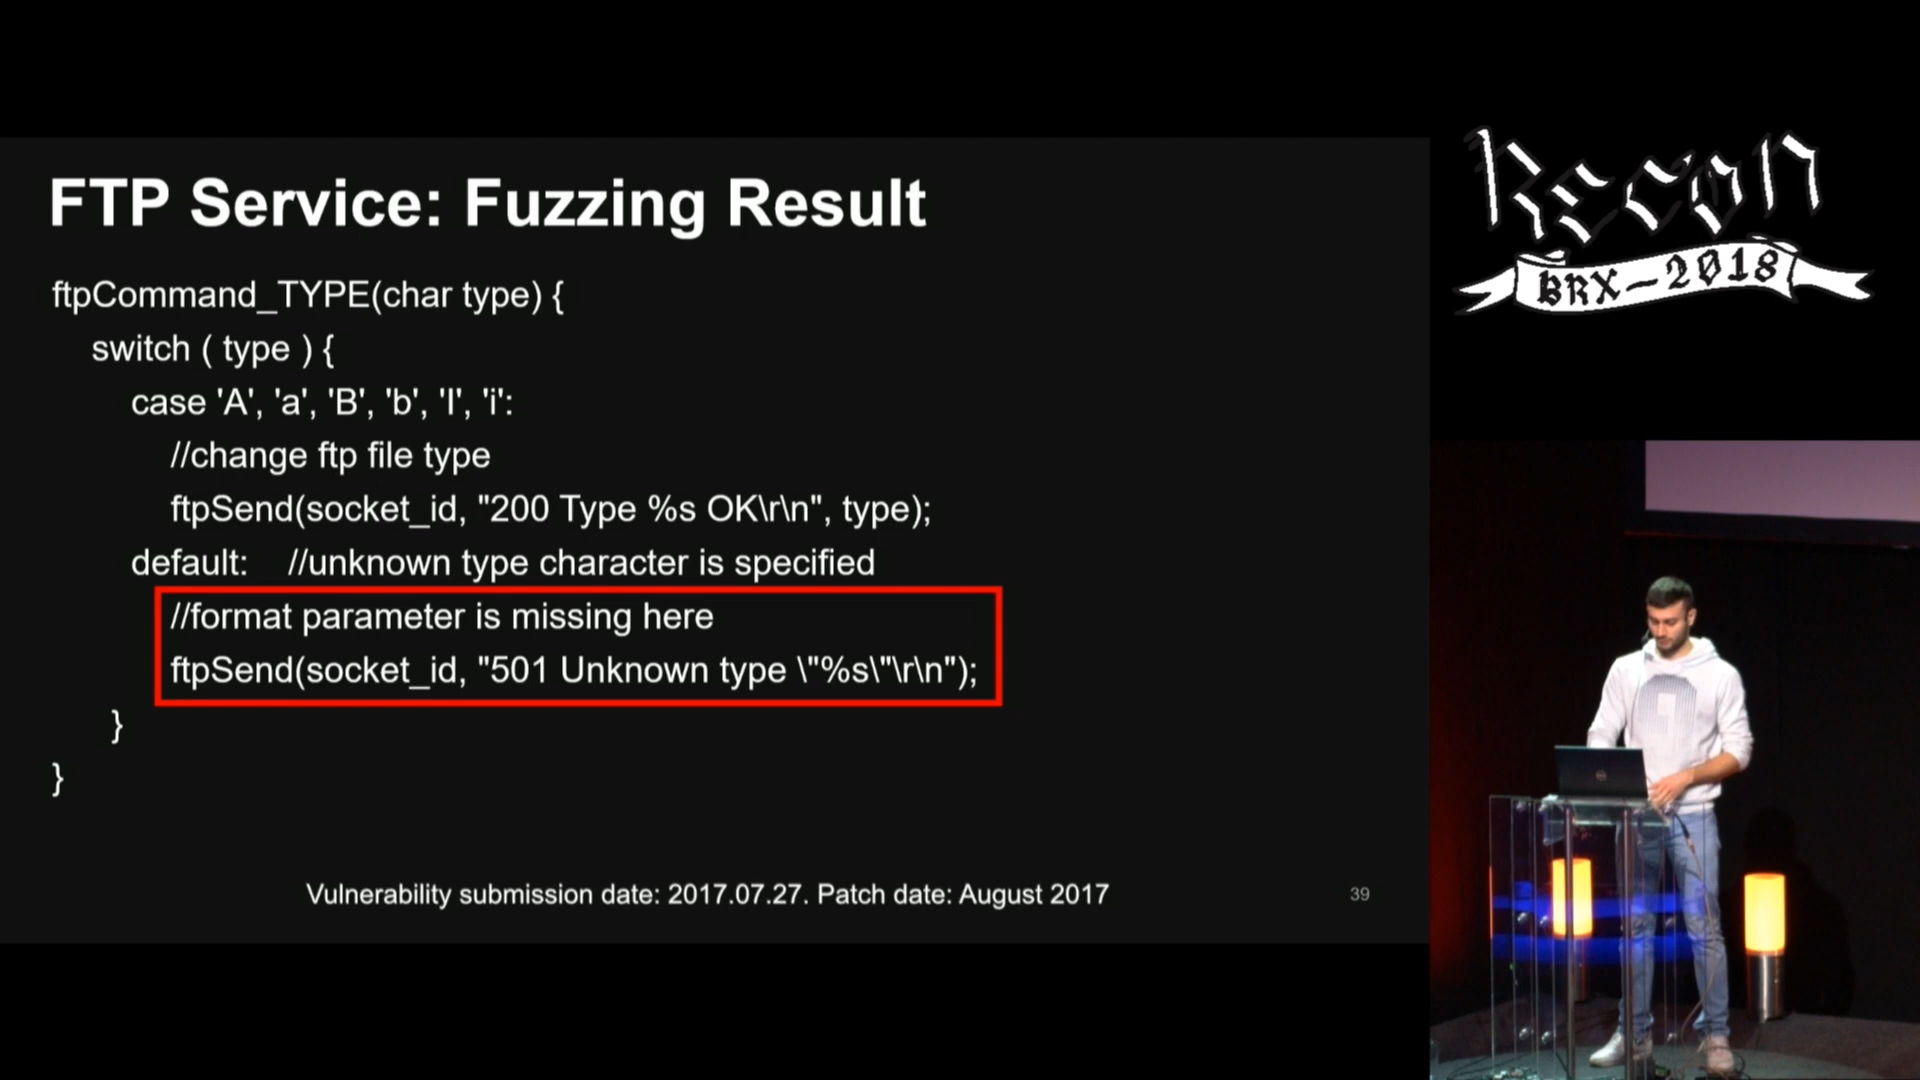 FTP Service: Fuzzing Result
ftpCommand_TYPE(char type) {
switch ( type ) {
case 'A', 'a', 'B', 'b', 'I', 'i':
//change ftp file type
ftpSend(socket_id, "200 Type %s OK\r\n", type);
default: //unknown type character is specified
//format parameter is missing here
ftpSend(socket_id, "501 Unknown type \"%s\"\r\n");
}
}
Vulnerability submission date: 2017.07.27. Patch date: August 2017
39
RECON
BRX-2018